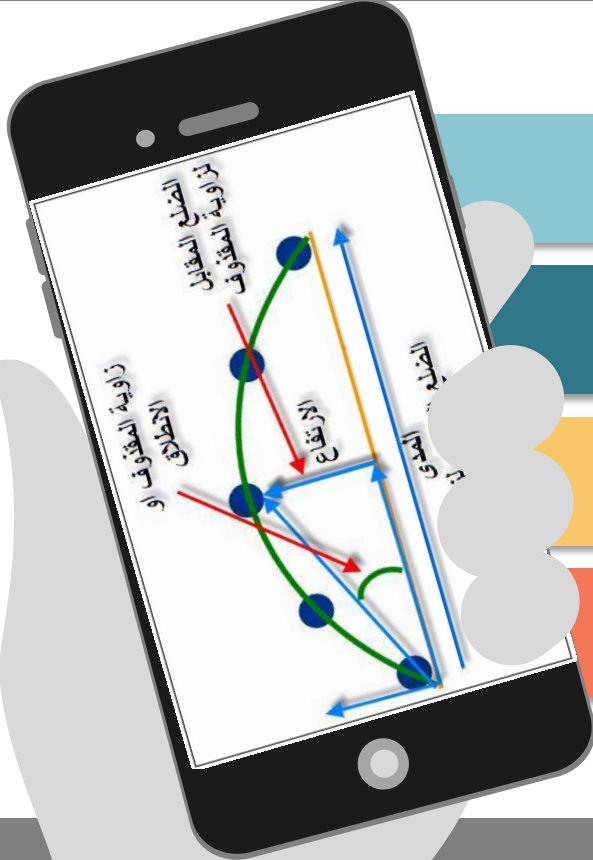 الضلع المقابل
لزاوية المقذوف
زاوية المقذوف او
الانطلاق
الارتفاع
الضلع
المدى